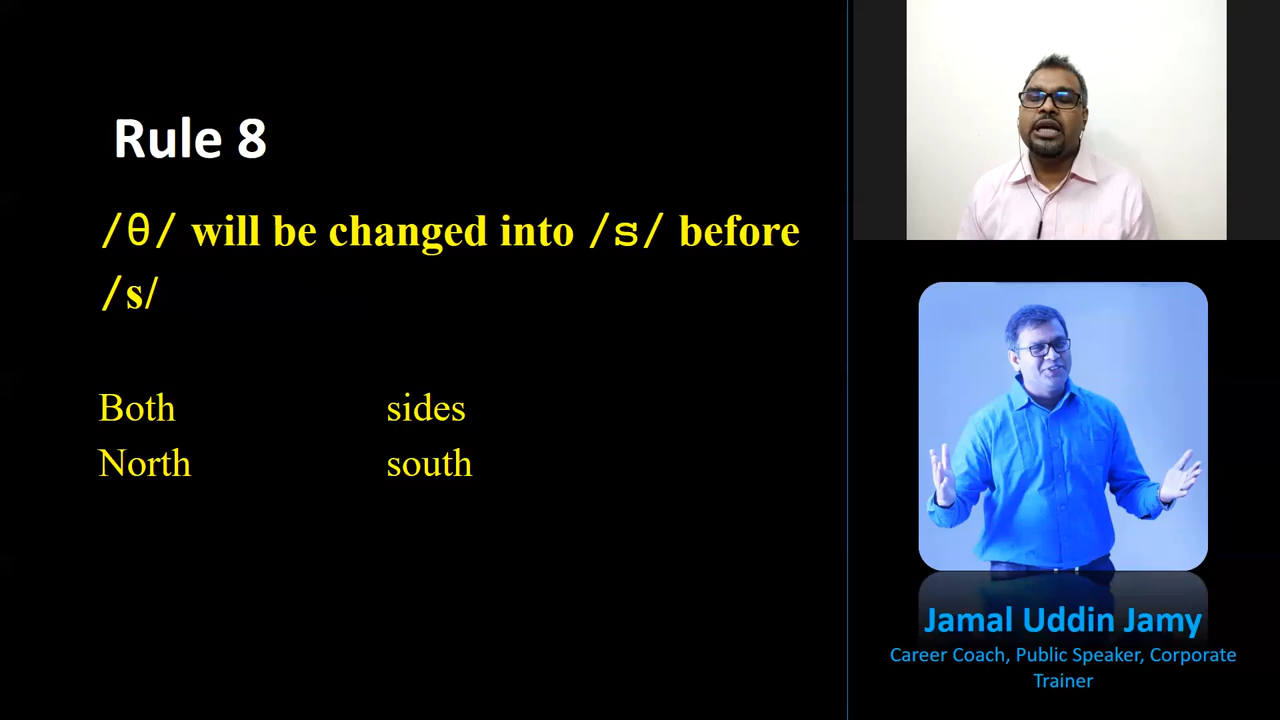 Rule 8
/θ/ will be changed into /s/ before
/s/
Both sides
North south
Jamal Uddin Jamy
Career Coach, Public Speaker, Corporate
Trainer